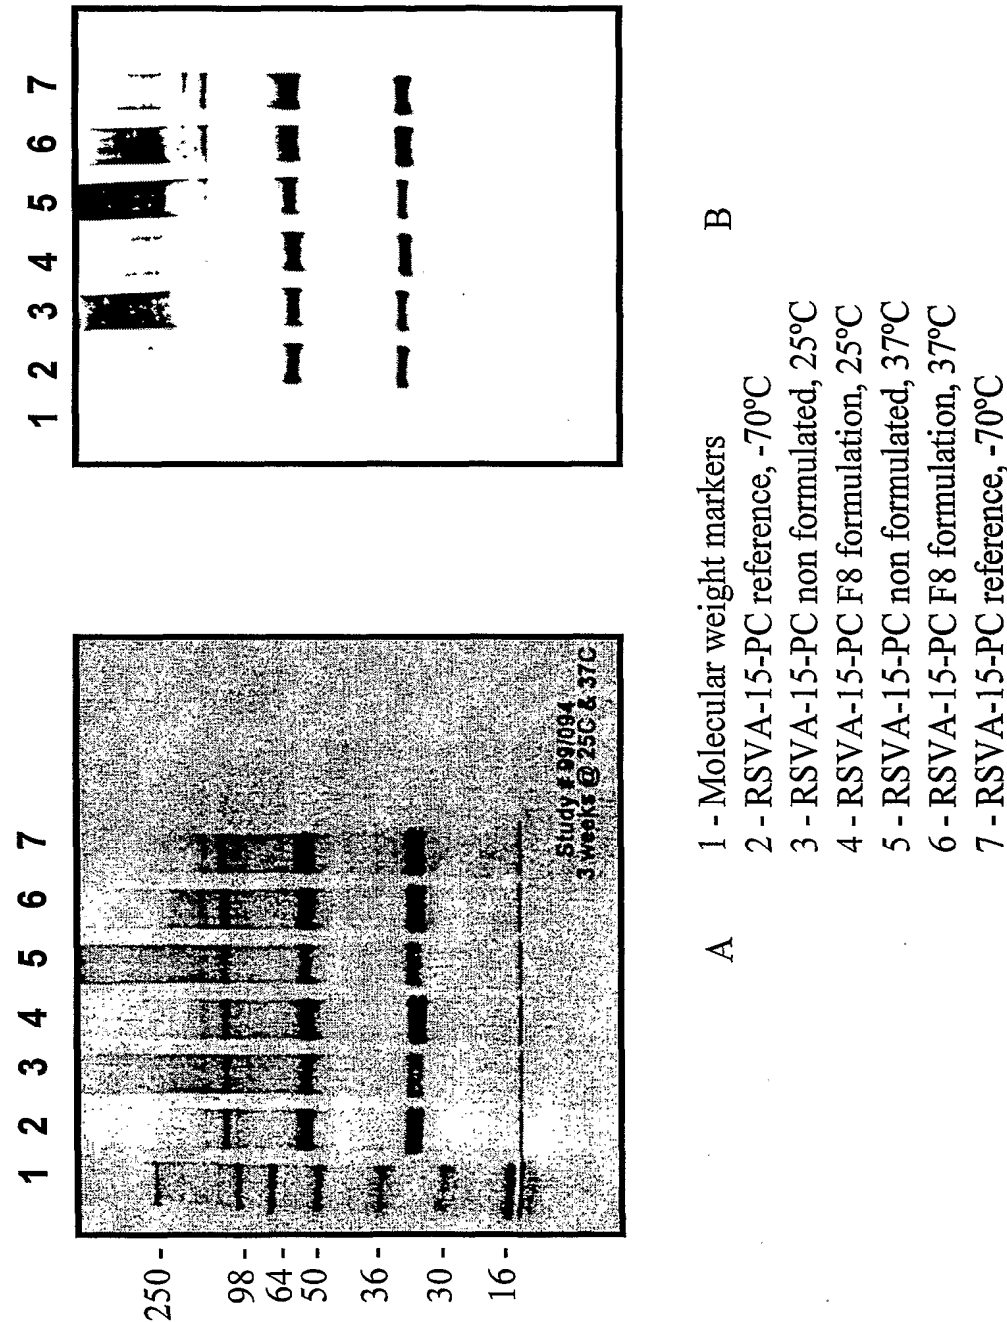 1 2 3 4 5 6 7
250 -
98 -
64 -
50 -
36 -
30 -
16 -
Study # 99/094
3 weeks @ 25C & 37C
A
1 2 3 4 5 6 7
B
1 - Molecular weight markers
2 - RSVA-15-PC reference, -70°C
3 - RSVA-15-PC non formulated, 25°C
4 - RSVA-15-PC F8 formulation, 25°C
5 - RSVA-15-PC non formulated, 37°C
6 - RSVA-15-PC F8 formulation, 37°C
7 - RSVA-15-PC reference, -70°C